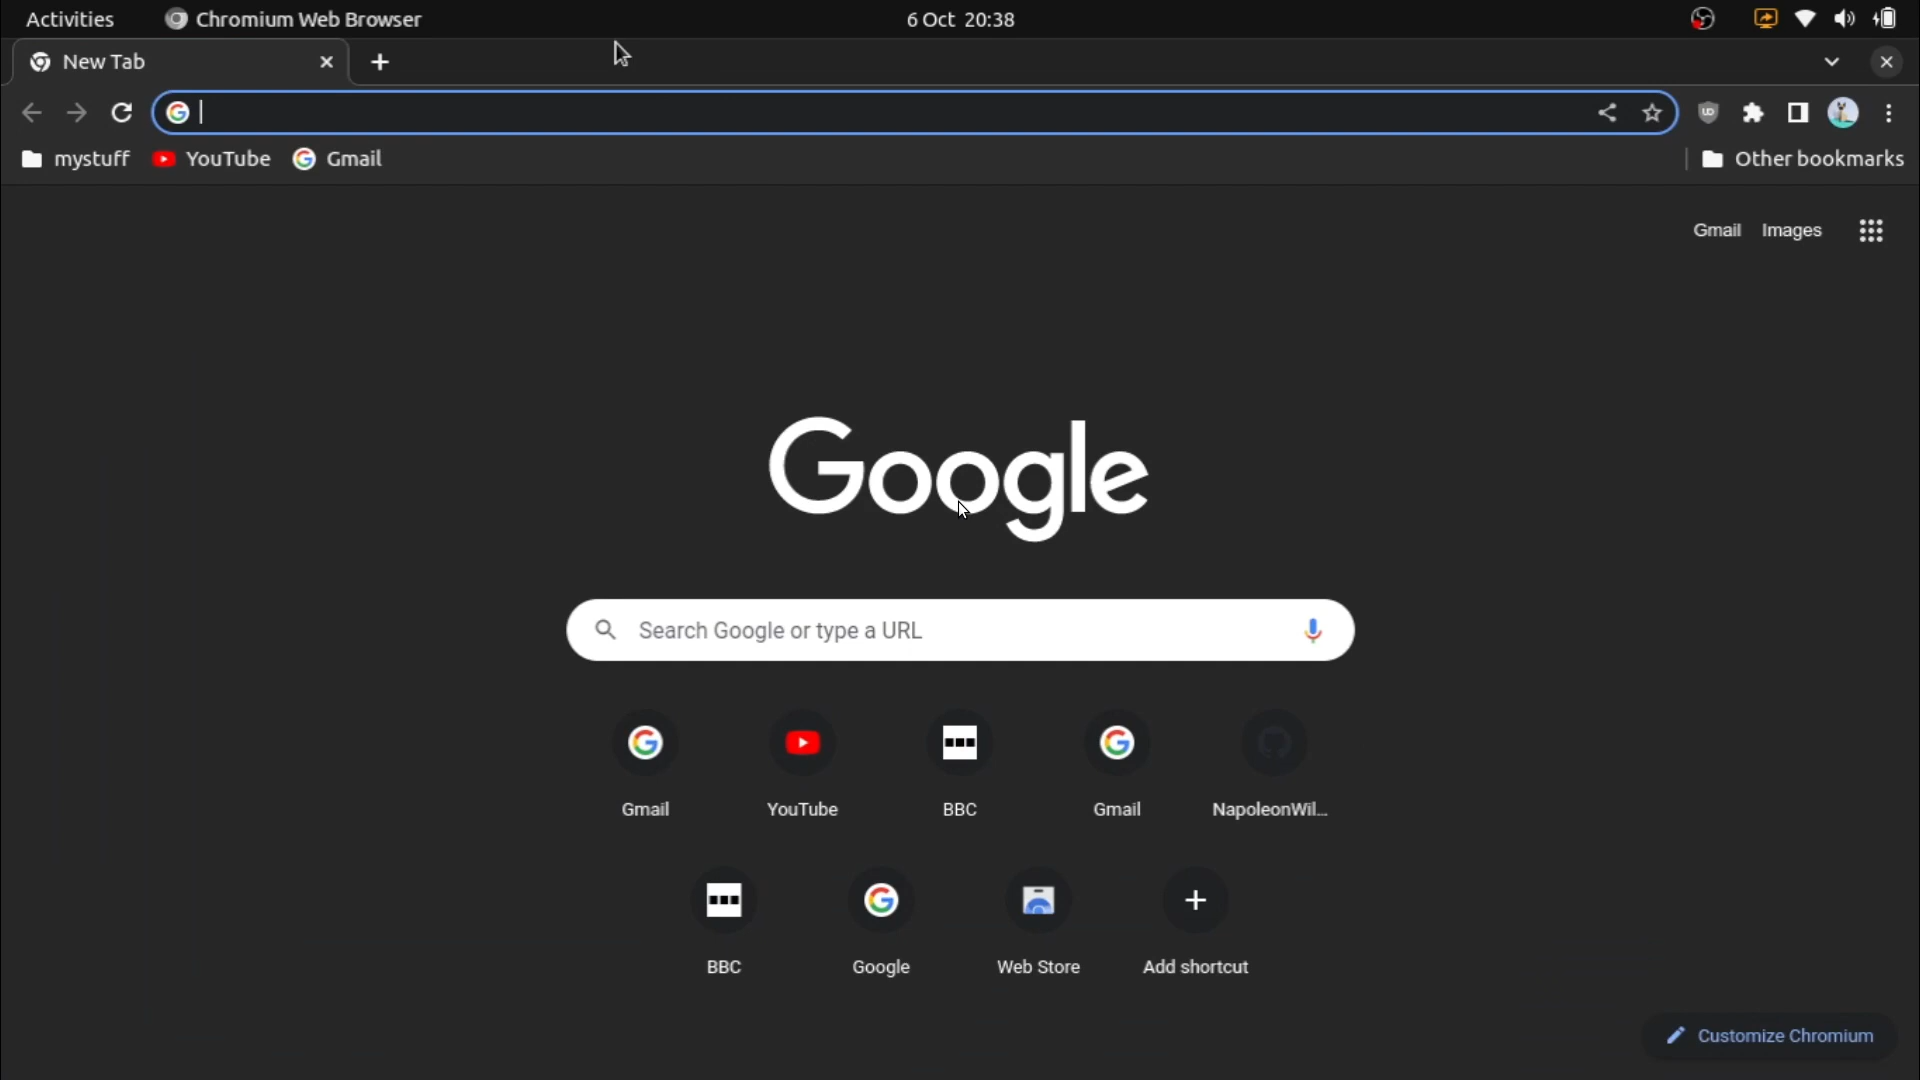 Activities Chromium Web Browser 6 Oct 20:38
New Tab
mystuff YouTube Gmail Other bookmarks
Gmail Images
Google
Search Google or type a URL
Gmail YouTube BBC Gmail NapoleonWil...
BBC Google Web Store Add shortcut
Customize Chromium